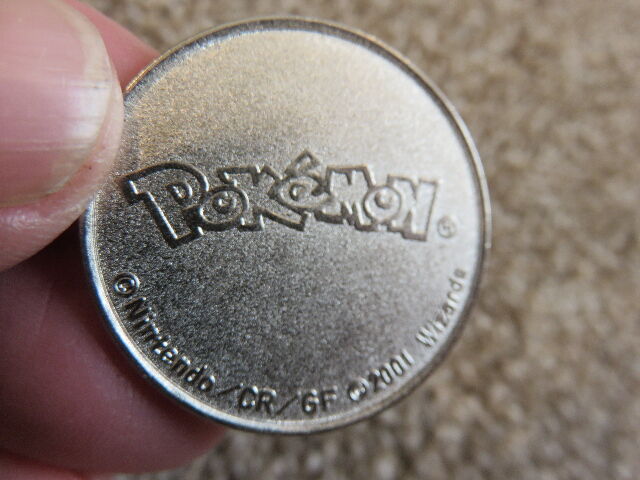 POKéMON®
©Nintendo/CR/GF ©2001 Wizards